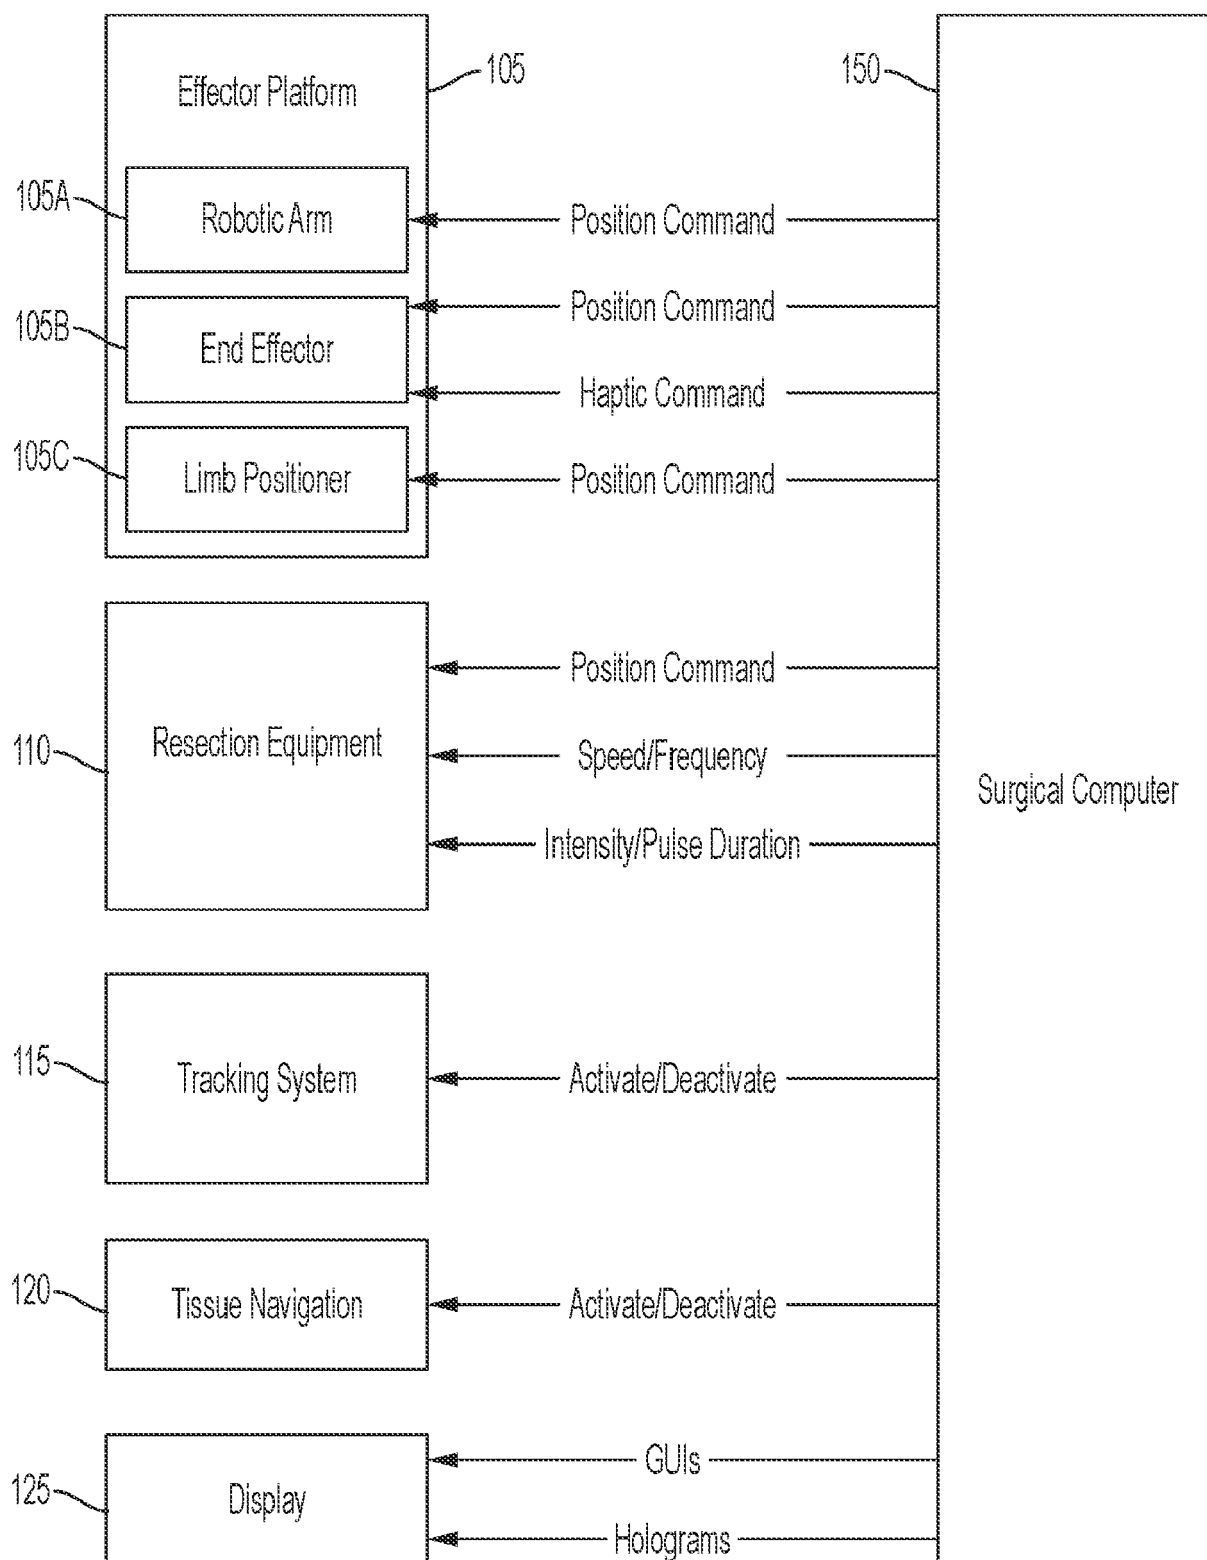 105
150
Effector Platform
105A
Robotic Arm
Position Command
105B
End Effector
Position Command
Haptic Command
105C
Limb Positioner
Position Command
110
Resection Equipment
Position Command
Speed/Frequency
Intensity/Pulse Duration
Surgical Computer
115
Tracking System
Activate/Deactivate
120
Tissue Navigation
Activate/Deactivate
125
Display
GUIs
Holograms